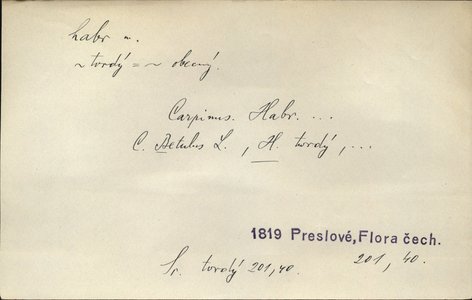 habr m.
~ tvrdý = ~ obecný.
Carpinus. Habr. ...
C. Betulus L., H. tvrdý, ...
1819 Preslové, Flora čech.
201, 40.
Sr. tvrdý 201, 40.